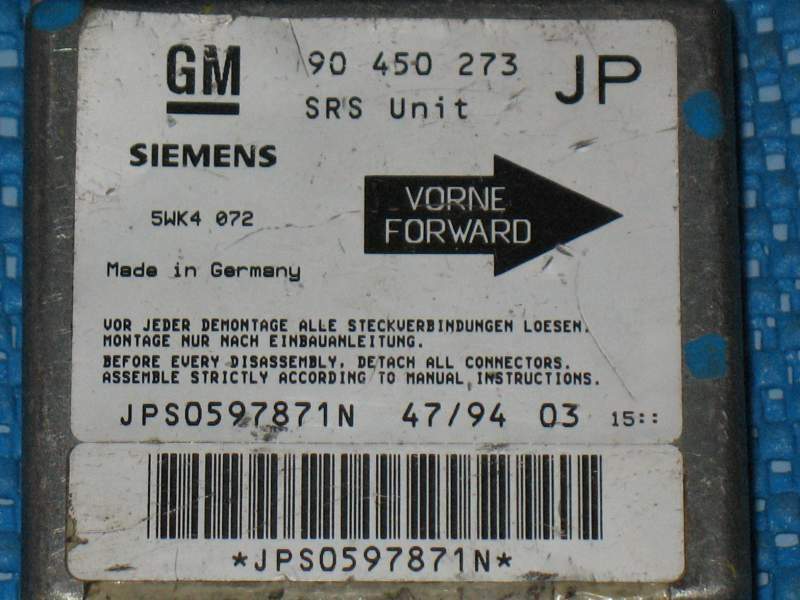 GM 90 450 273 JP
SRS Unit
SIEMENS
VORNE
FORWARD
5WK4 072
Made in Germany
VOR JEDER DEMONTAGE ALLE STECKVERBINDUNGEN LOESEN.
MONTAGE NUR NACH EINBAUANLEITUNG.
BEFORE EVERY DISASSEMBLY, DETACH ALL CONNECTORS.
ASSEMBLE STRICTLY ACCORDING TO MANUAL INSTRUCTIONS.
JPS0597871N 47/94 03 15::
*JPS0597871N*